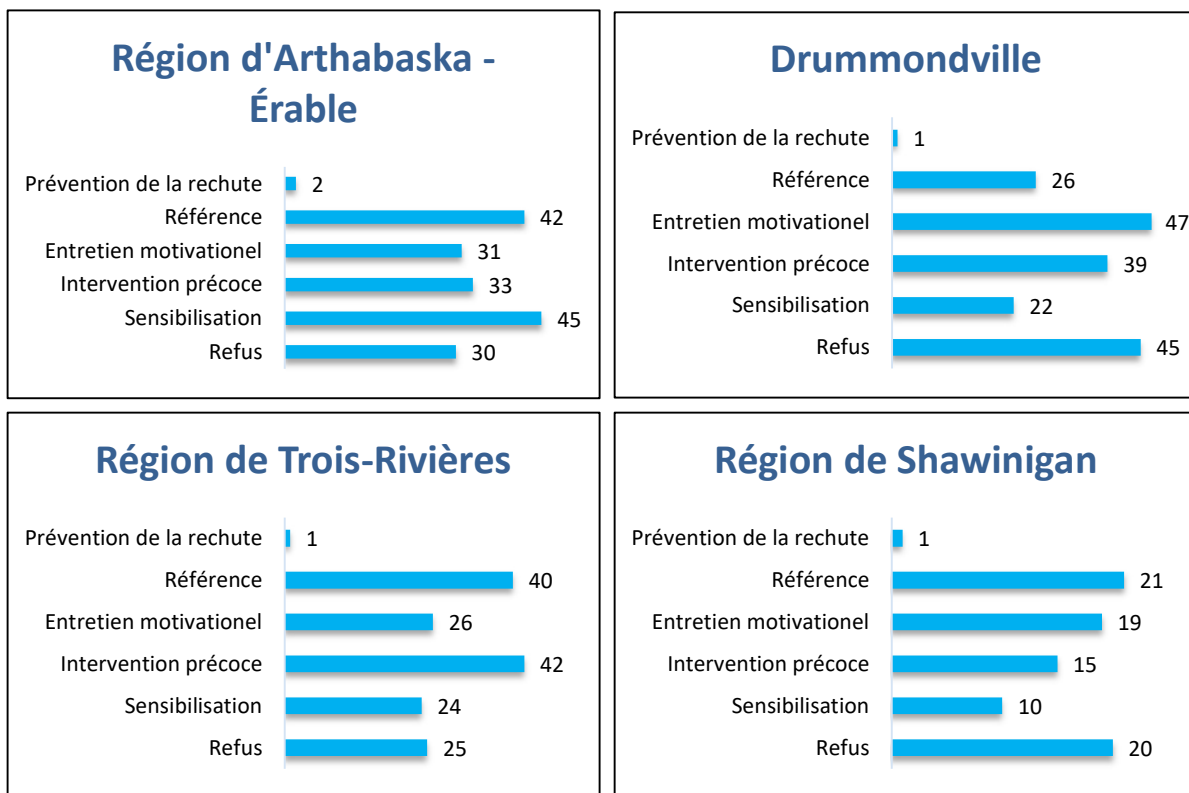 Région d'Arthabaska -
Érable
Prévention de la rechute 2
Référence 42
Entretien motivationel 31
Intervention précoce 33
Sensibilisation 45
Refus 30
Drummondville
Prévention de la rechute 1
Référence 26
Entretien motivationel 47
Intervention précoce 39
Sensibilisation 22
Refus 45
Région de Trois-Rivières
Prévention de la rechute 1
Référence 40
Entretien motivationel 26
Intervention précoce 42
Sensibilisation 24
Refus 25
Région de Shawinigan
Prévention de la rechute 1
Référence 21
Entretien motivationel 19
Intervention précoce 15
Sensibilisation 10
Refus 20